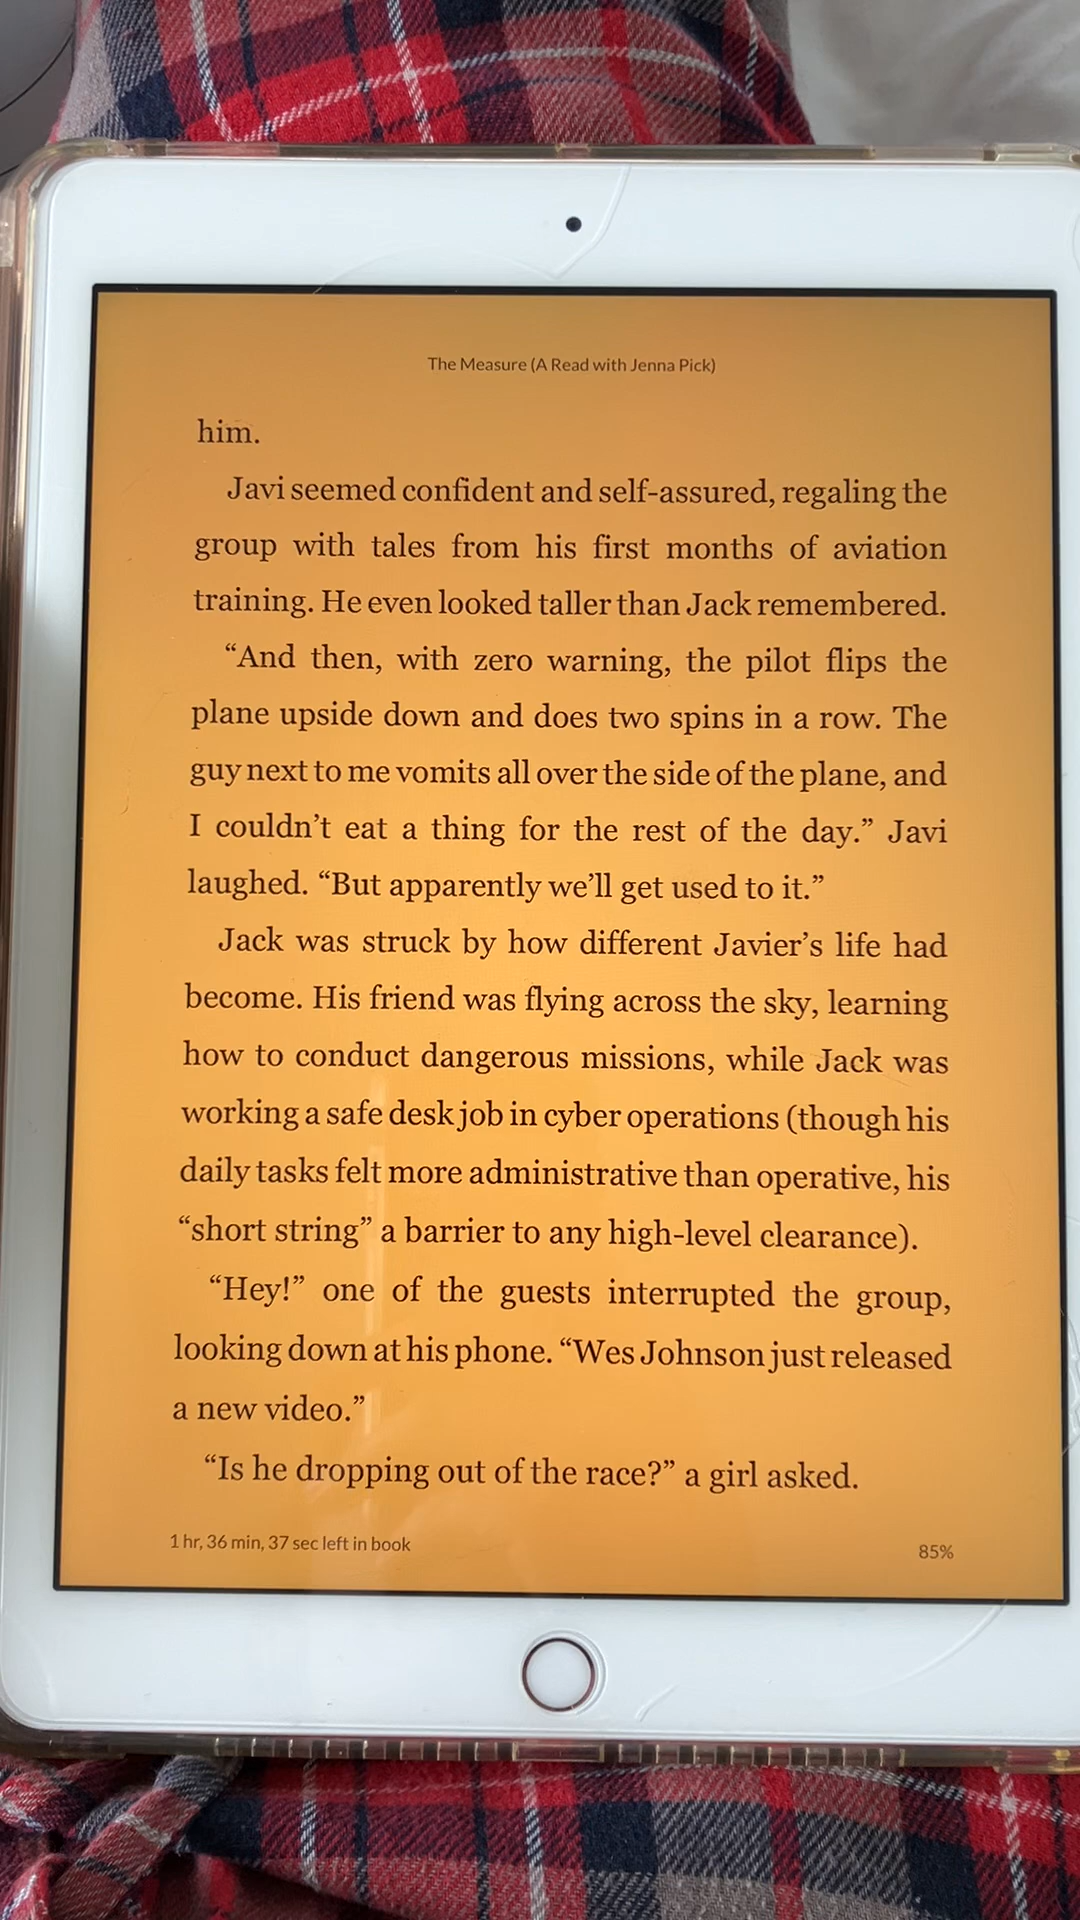 The Measure (A Read with Jenna Pick)
him.
Javi seemed confident and self-assured, regaling the
group with tales from his first months of aviation
training. He even looked taller than Jack remembered.
“And then, with zero warning, the pilot flips the
plane upside down and does two spins in a row. The
guy next to me vomits all over the side of the plane, and
I couldn’t eat a thing for the rest of the day.” Javi
laughed. “But apparently we’ll get used to it.”
Jack was struck by how different Javier’s life had
become. His friend was flying across the sky, learning
how to conduct dangerous missions, while Jack was
working a safe desk job in cyber operations (though his
daily tasks felt more administrative than operative, his
“short string” a barrier to any high-level clearance).
“Hey!” one of the guests interrupted the group,
looking down at his phone. “Wes Johnson just released
a new video.”
“Is he dropping out of the race?” a girl asked.
1 hr, 36 min, 37 sec left in book
85%